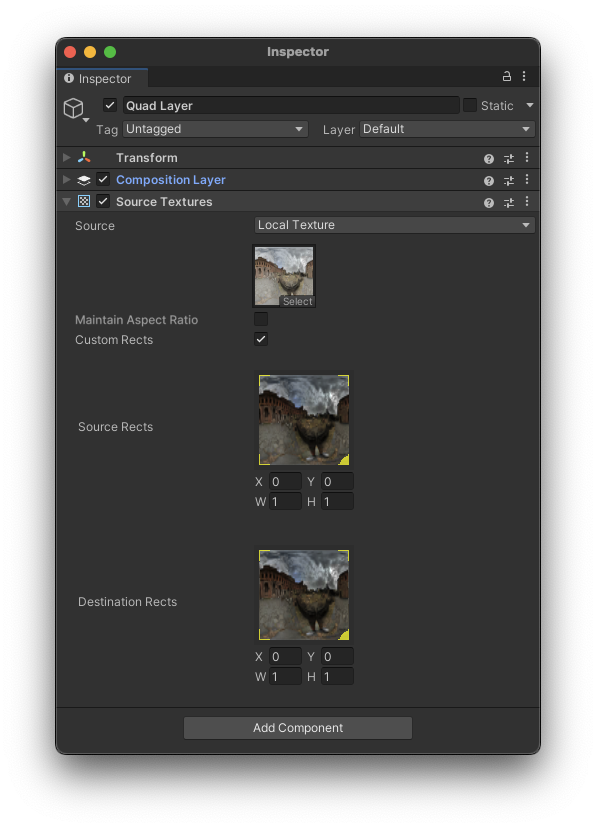 Inspector
Inspector
Quad Layer
Static
Tag Untagged Layer Default
Transform
Composition Layer
Source Textures
Source Local Texture
Select
Maintain Aspect Ratio
Custom Rects
Source Rects
X 0 Y 0
W 1 H 1
Destination Rects
X 0 Y 0
W 1 H 1
Add Component